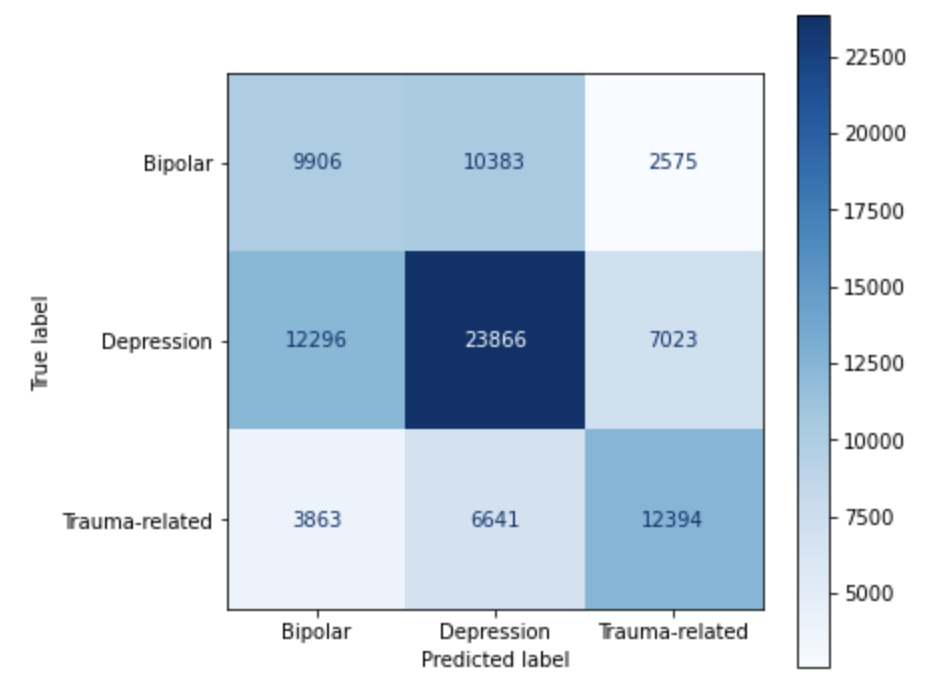 22500
20000
17500
15000
12500
10000
7500
5000
True label
Bipolar
9906 10383 2575
Depression
12296 23866 7023
Trauma-related
3863 6641 12394
Bipolar Depression Trauma-related
Predicted label